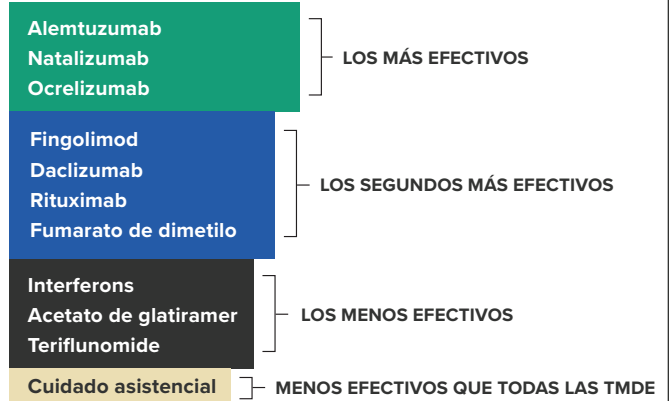 Alemtuzumab
Natalizumab
Ocrelizumab
LOS MÁS EFECTIVOS
Fingolimod
Daclizumab
Rituximab
Fumarato de dimetilo
LOS SEGUNDOS MÁS EFECTIVOS
Interferons
Acetato de glatiramer
Teriflunomide
LOS MENOS EFECTIVOS
Cuidado asistencial
MENOS EFECTIVOS QUE TODAS LAS TMDE